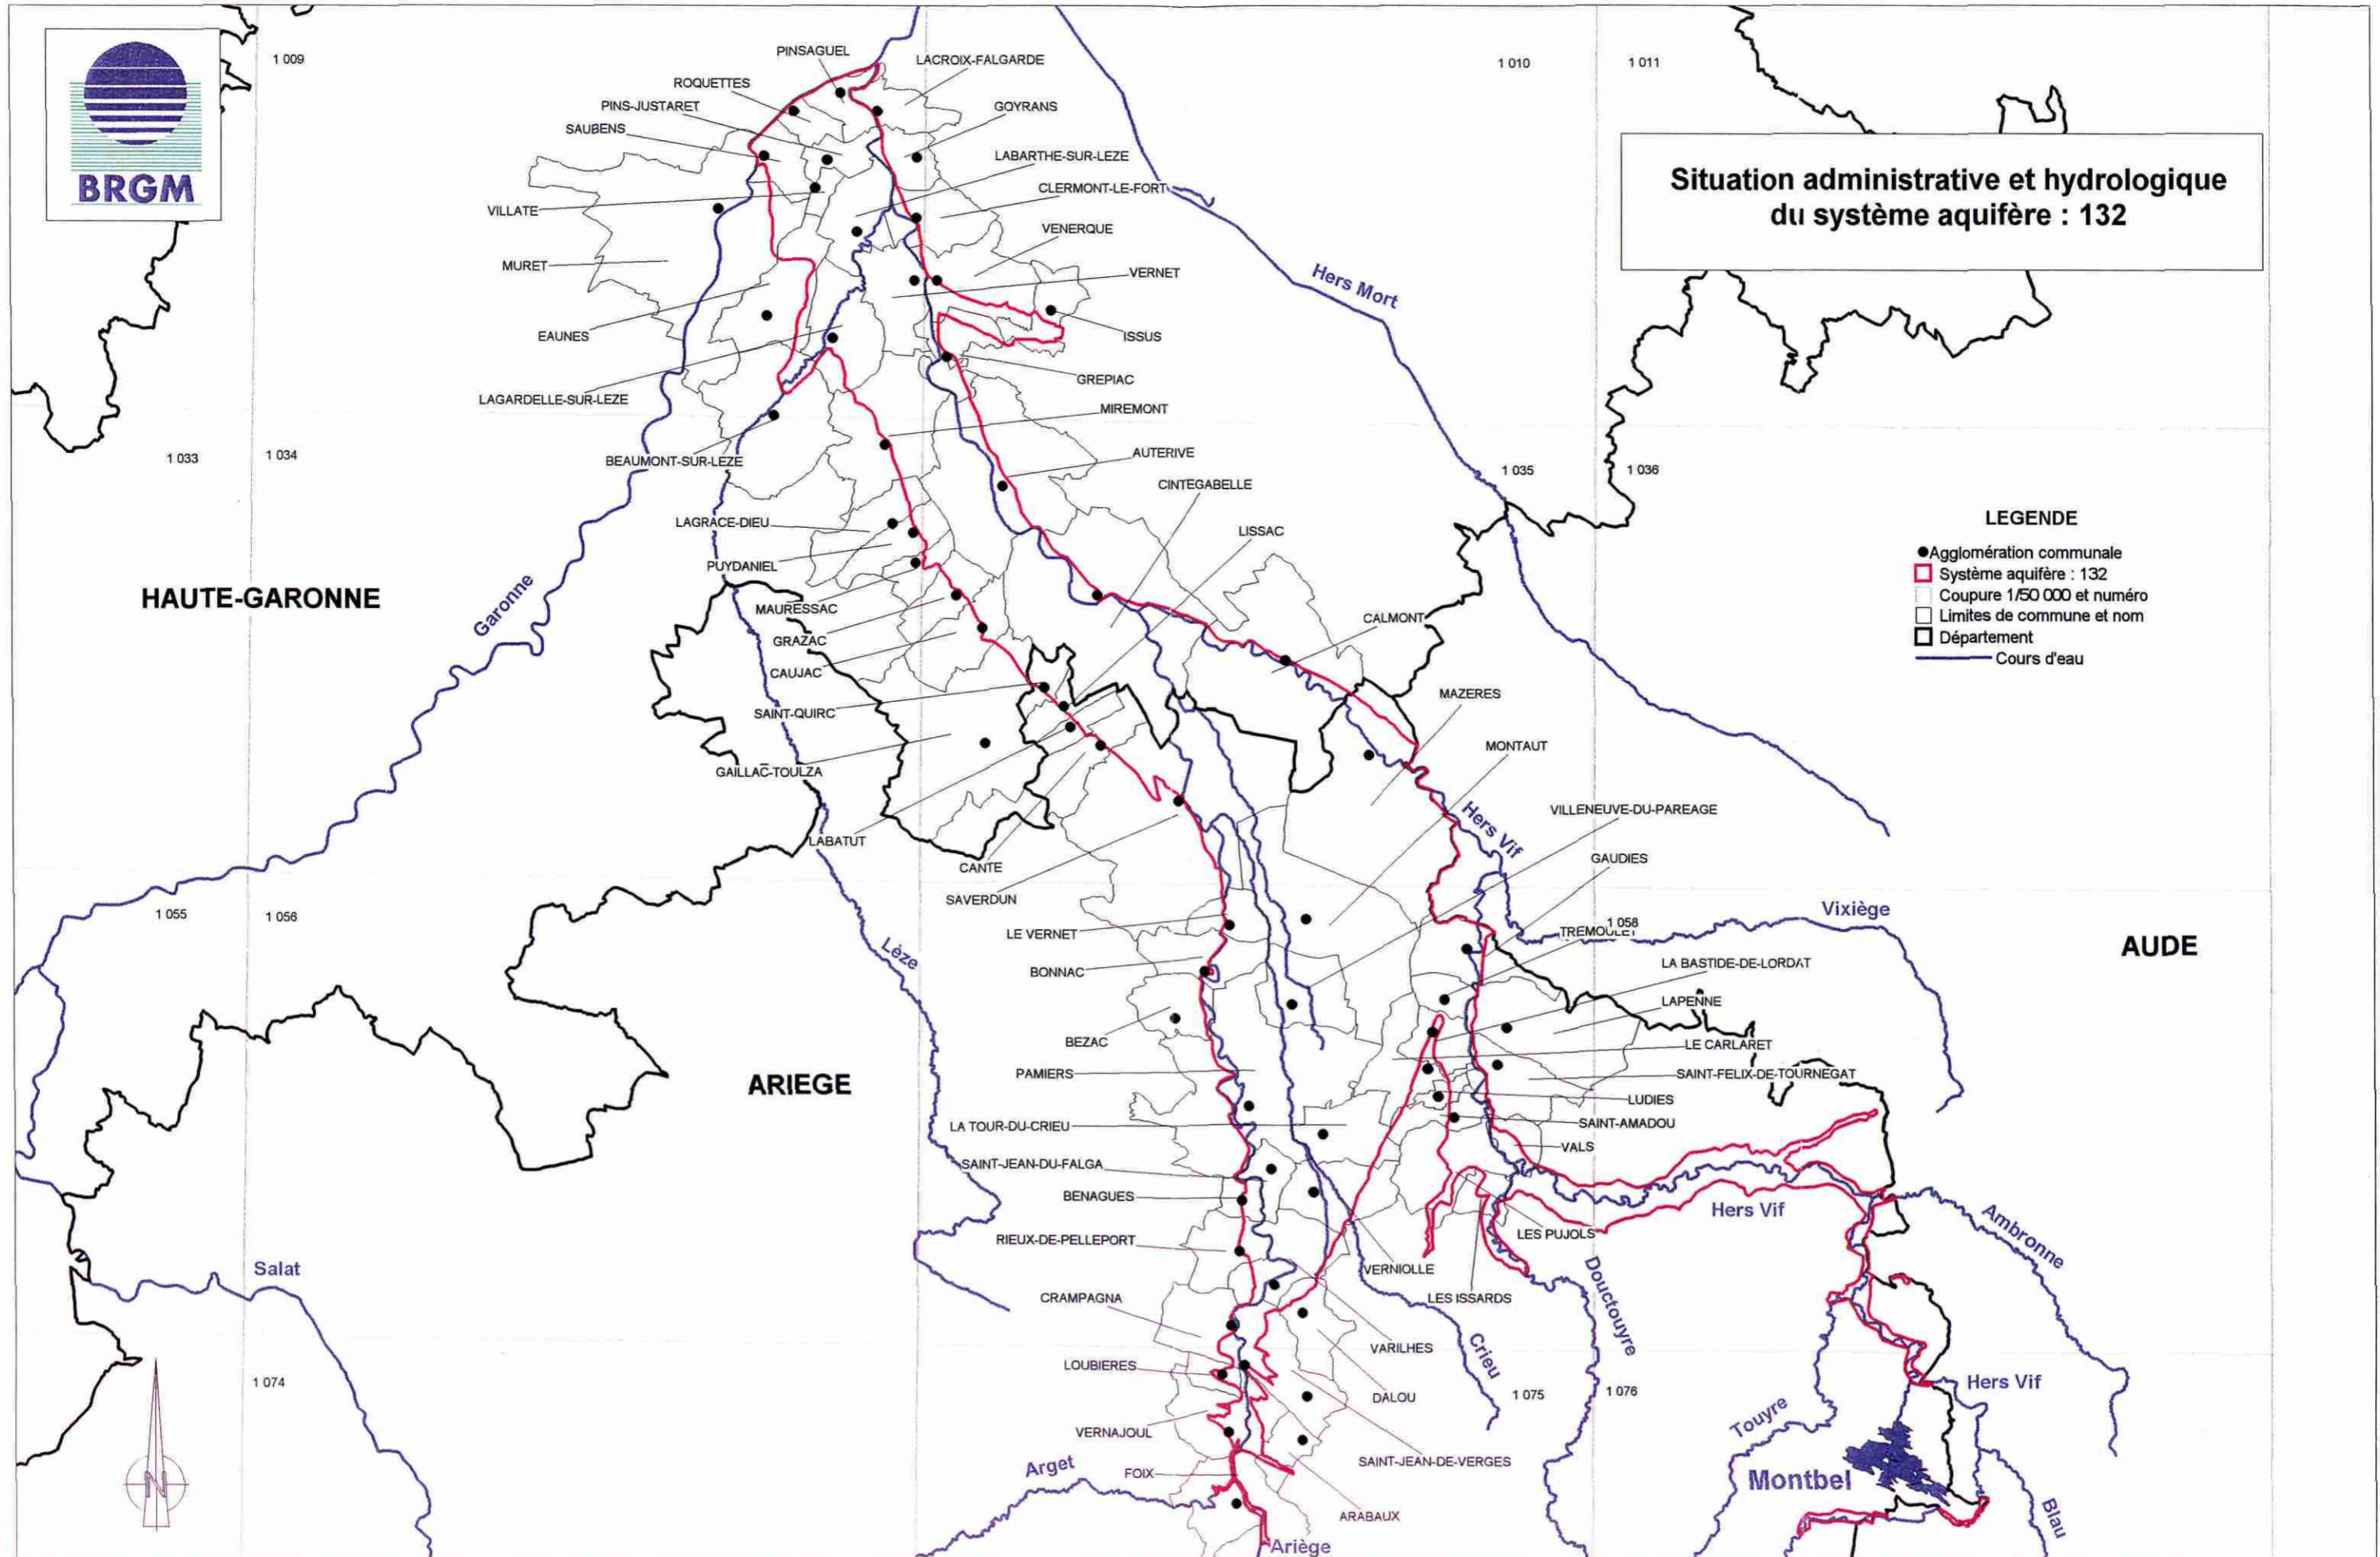 BRGM
1 009
1 010
1 011
Situation administrative et hydrologique
du système aquifère : 132
PINSAGUEL
LACROIX-FALGARDE
ROQUETTES
PINS-JUSTARET
GOYRANS
SAUBENS
LABARTHE-SUR-LEZE
CLERMONT-LE-FORT
VILLATE
VENERQUE
MURET
VERNET
Hers Mort
EAUNES
ISSUS
GREPIAC
LAGARDELLE-SUR-LEZE
MIREMONT
1 033
1 034
BEAUMONT-SUR-LEZE
AUTERIVE
1 035
1 036
CINTEGABELLE
LAGRACE-DIEU
LISSAC
LEGENDE
Agglomération communale
Système aquifère : 132
Coupure 1/50 000 et numéro
Limites de commune et nom
Département
Cours d'eau
PUYDANIEL
HAUTE-GARONNE
Garonne
MAURESSAC
CALMONT
GRAZAC
CAUJAC
MAZERES
SAINT-QUIRC
MONTAUT
GAILLAC-TOULZA
VILLENEUVE-DU-PAREAGE
Hers Vif
LABATUT
GAUDIES
CANTE
SAVERDUN
1 055
1 056
Vixiège
1 058
TREMOULET
LE VERNET
AUDE
Lèze
LA BASTIDE-DE-LORDAT
BONNAC
LAPENNE
BEZAC
LE CARLARET
PAMIERS
SAINT-FELIX-DE-TOURNEGAT
ARIEGE
LUDIES
LA TOUR-DU-CRIEU
SAINT-AMADOU
VALS
SAINT-JEAN-DU-FALGA
BENAGUES
Hers Vif
Ambronne
LES PUJOLS
RIEUX-DE-PELLEPORT
Salat
VERNIOLLE
CRAMPAGNA
LES ISSARDS
Douctouyre
VARILHES
Crieu
LOUBIERES
1 074
DALOU
1 075
1 076
Hers Vif
Touyre
VERNAJOUL
SAINT-JEAN-DE-VERGES
Arget
FOIX
Montbel
N
ARABAUX
Blau
Ariège